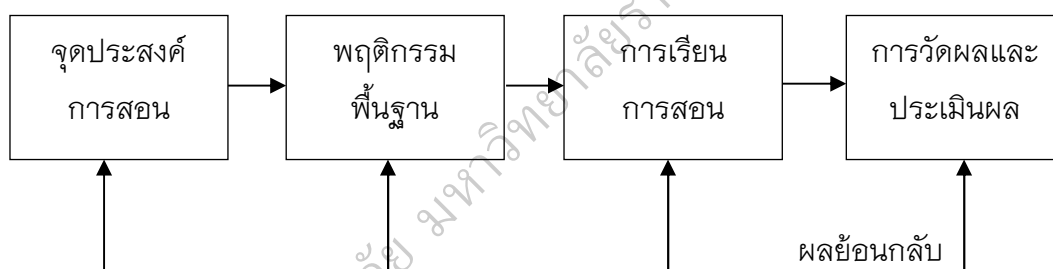 จุดประสงค์
การสอน
พฤติกรรม
พื้นฐาน
การเรียน
การสอน
การวัดผลและ
ประเมินผล
ผลย้อนกลับ